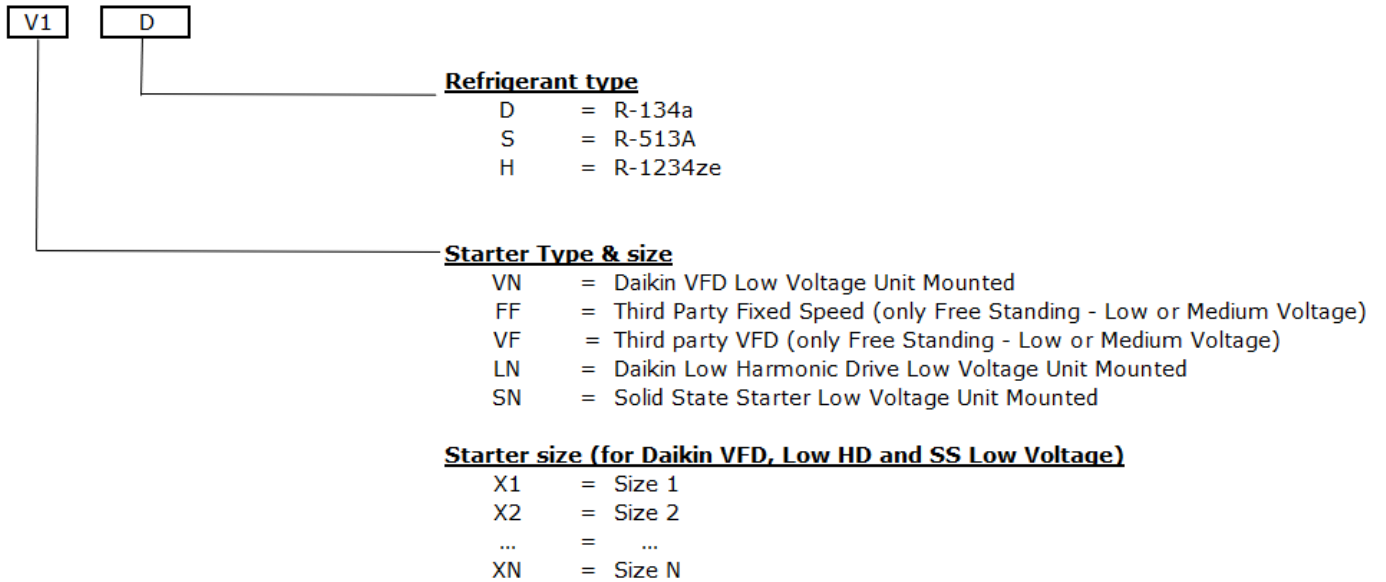 V1 D
Refrigerant type
D = R-134a
S = R-513A
H = R-1234ze
Starter Type & size
VN = Daikin VFD Low Voltage Unit Mounted
FF = Third Party Fixed Speed (only Free Standing - Low or Medium Voltage)
VF = Third party VFD (only Free Standing - Low or Medium Voltage)
LN = Daikin Low Harmonic Drive Low Voltage Unit Mounted
SN = Solid State Starter Low Voltage Unit Mounted
Starter size (for Daikin VFD, Low HD and SS Low Voltage)
X1 = Size 1
X2 = Size 2
... = ...
XN = Size N